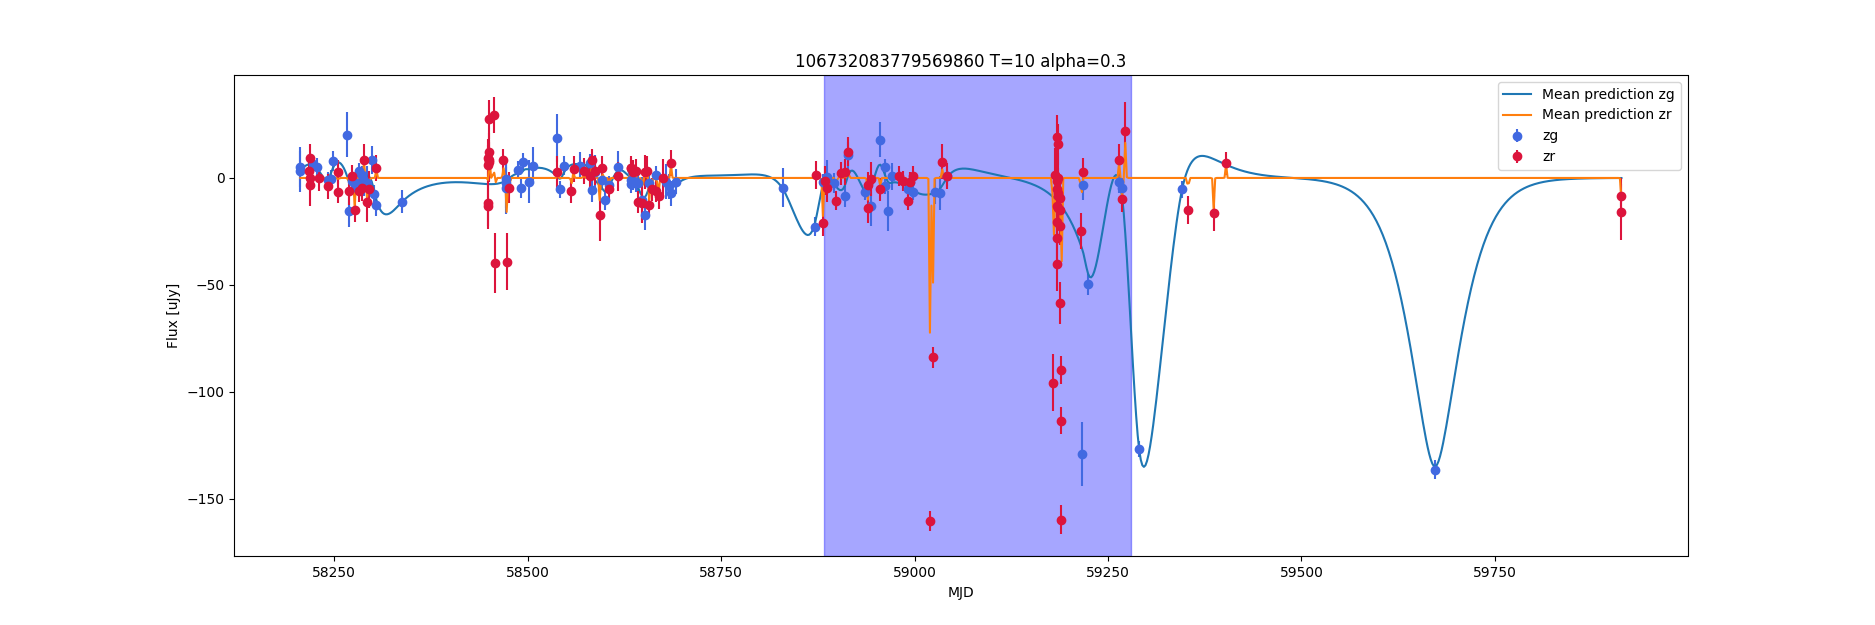 106732083779569860 T=10 alpha=0.3
Mean prediction zg
Mean prediction zr
zg
zr
Flux [uJy]
0
−50
−100
−150
58250 58500 58750 59000 59250 59500 59750
MJD